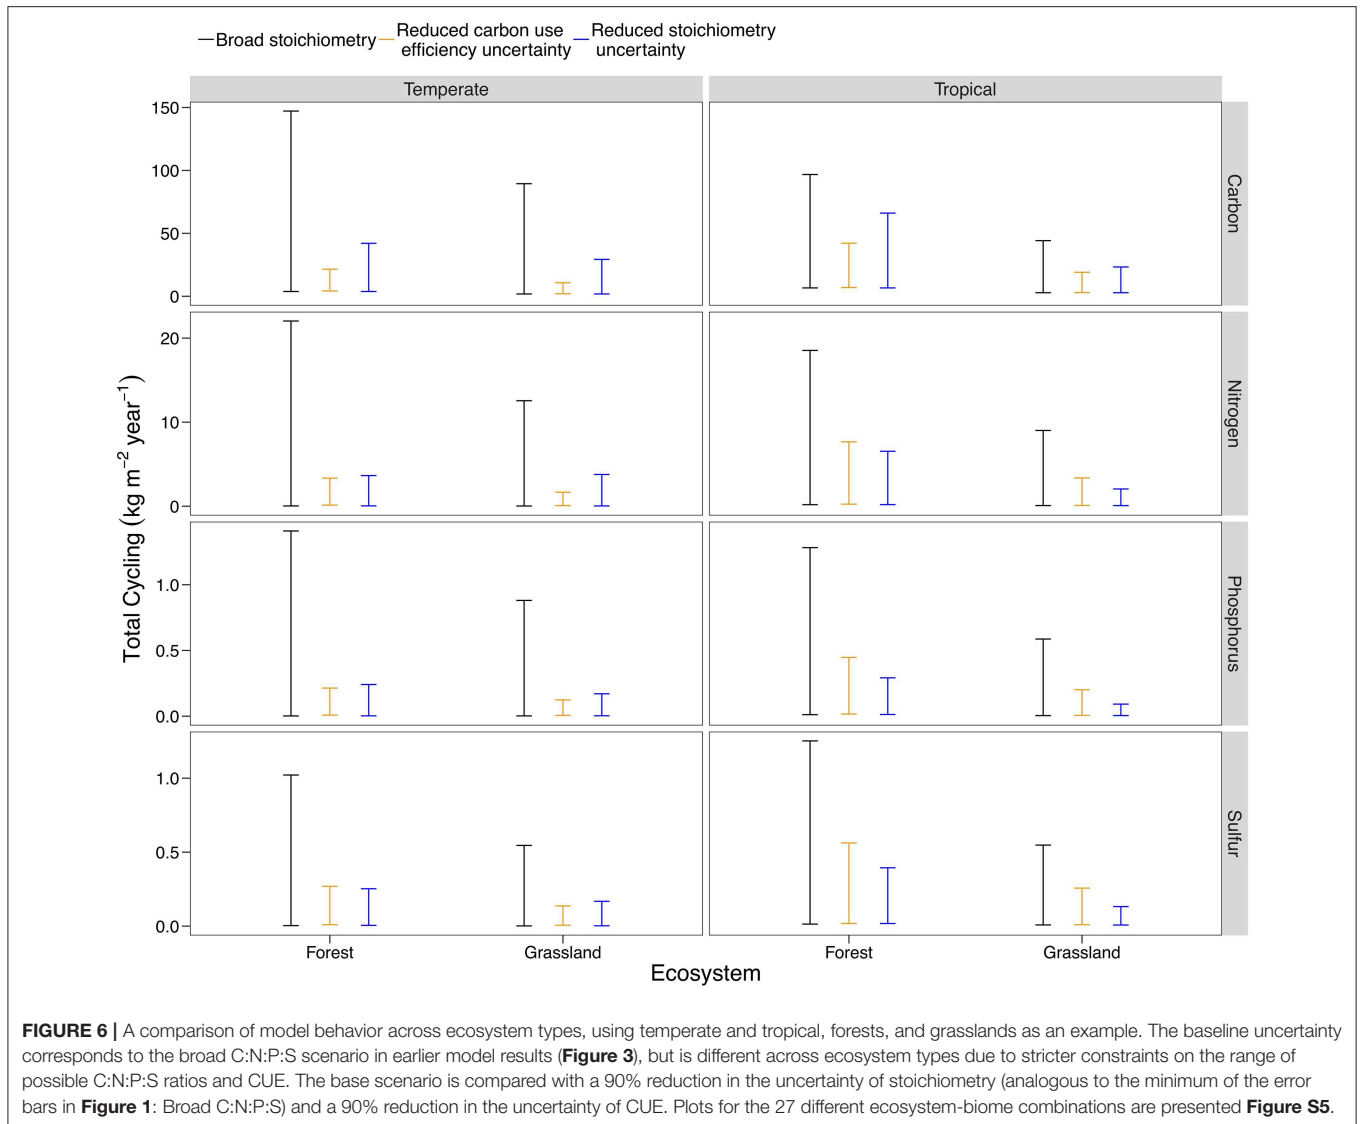 Broad stoichiometry
Reduced carbon use
efficiency uncertainty
Reduced stoichiometry
uncertainty
Temperate
Tropical
150
100
50
0
Carbon
20
10
0
Nitrogen
1.0
0.5
0.0
Phosphorus
1.0
0.5
0.0
Sulfur
Total Cycling (kg m⁻² year⁻¹)
Forest
Grassland
Forest
Grassland
Ecosystem
FIGURE 6 | A comparison of model behavior across ecosystem types, using temperate and tropical, forests, and grasslands as an example. The baseline uncertainty
corresponds to the broad C:N:P:S scenario in earlier model results (Figure 3), but is different across ecosystem types due to stricter constraints on the range of
possible C:N:P:S ratios and CUE. The base scenario is compared with a 90% reduction in the uncertainty of stoichiometry (analogous to the minimum of the error
bars in Figure 1: Broad C:N:P:S) and a 90% reduction in the uncertainty of CUE. Plots for the 27 different ecosystem-biome combinations are presented Figure S5.